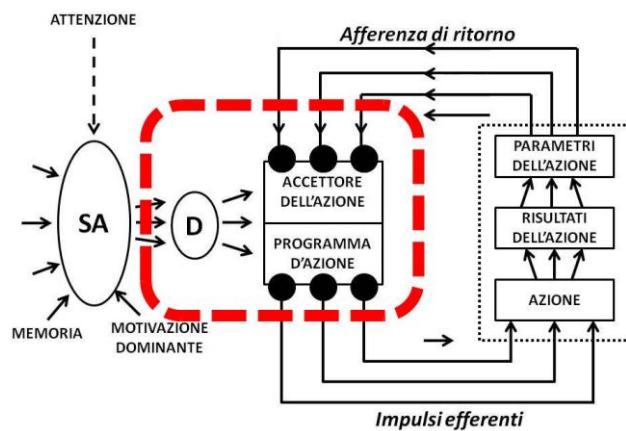 ATTENZIONE
Afferenza di ritorno
PARAMETRI
DELL'AZIONE
ACCETTORE
DELL'AZIONE
SA
D
RISULTATI
DELL'AZIONE
PROGRAMMA
D'AZIONE
AZIONE
MEMORIA
MOTIVAZIONE
DOMINANTE
Impulsi efferenti